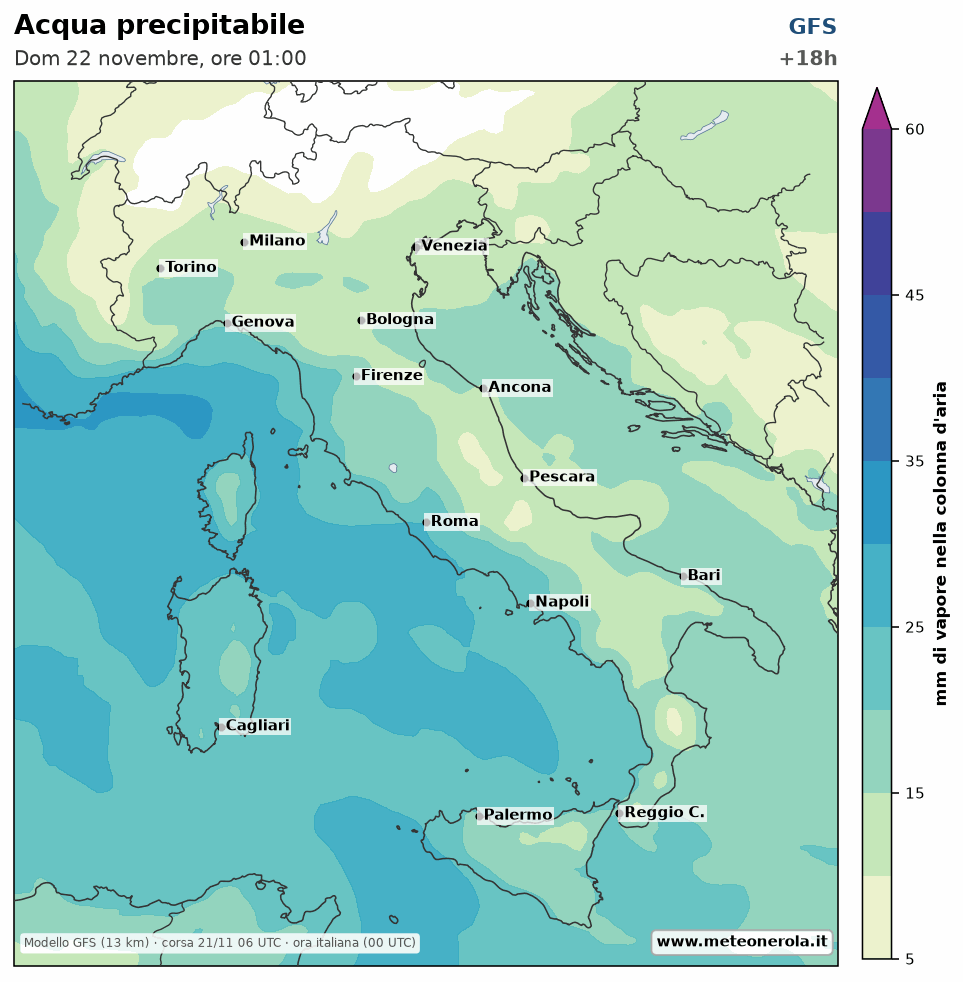 Acqua precipitabile
GFS
Dom 22 novembre, ore 01:00
+18h
60
45
35
25
15
5
mm di vapore nella colonna d'aria
Milano
Venezia
Torino
Genova
Bologna
Firenze
Ancona
Pescara
Roma
Bari
Napoli
Cagliari
Palermo
Reggio C.
Modello GFS (13 km) · corsa 21/11 06 UTC · ora italiana (00 UTC)
www.meteonerola.it